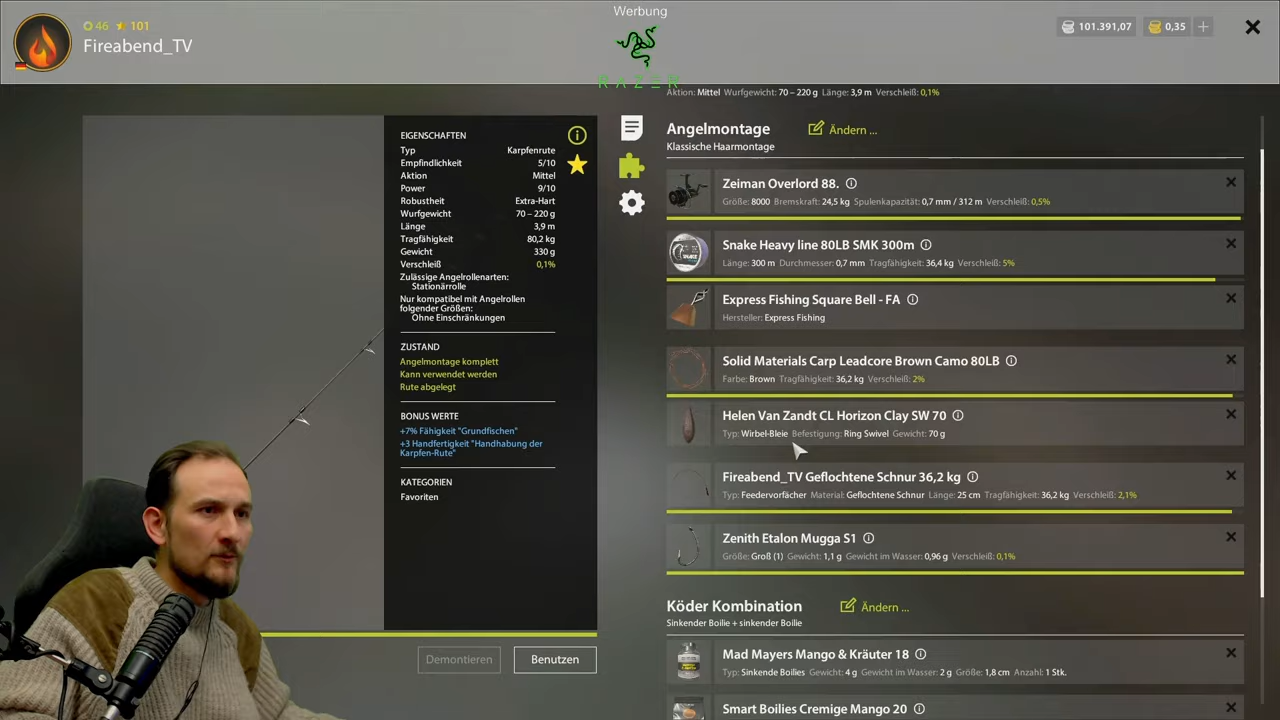 46 101
Fireabend_TV
Werbung
RAZER
101.391,07
0,35
Aktion: Mittel Wurfgewicht: 70 – 220 g Länge: 3,9 m Verschleiß: 0,1%
EIGENSCHAFTEN
Typ Karpfenrute
Empfindlichkeit 5/10
Aktion Mittel
Power 9/10
Robustheit Extra-Hart
Wurfgewicht 70 – 220 g
Länge 3,9 m
Tragfähigkeit 80,2 kg
Gewicht 330 g
Verschleiß 0,1%
Zulässige Angelrollenarten:
Stationärrolle
Nur kompatibel mit Angelrollen
folgender Größen:
Ohne Einschränkungen
ZUSTAND
Angelmontage komplett
Kann verwendet werden
Rute abgelegt
BONUS WERTE
+7% Fähigkeit "Grundfischen"
+3 Handfertigkeit "Handhabung der
Karpfen-Rute"
KATEGORIEN
Favoriten
Demontieren
Benutzen
Angelmontage
Ändern ...
Klassische Haarmontage
Zeiman Overlord 88.
Größe: 8000 Bremskraft: 24,5 kg Spulenkapazität: 0,7 mm / 312 m Verschleiß: 0,5%
Snake Heavy line 80LB SMK 300m
Länge: 300 m Durchmesser: 0,7 mm Tragfähigkeit: 36,4 kg Verschleiß: 5%
Express Fishing Square Bell - FA
Hersteller: Express Fishing
Solid Materials Carp Leadcore Brown Camo 80LB
Farbe: Brown Tragfähigkeit: 36,2 kg Verschleiß: 2%
Helen Van Zandt CL Horizon Clay SW 70
Typ: Wirbel-Bleie Befestigung: Ring Swivel Gewicht: 70 g
Fireabend_TV Geflochtene Schnur 36,2 kg
Typ: Feedervorfächer Material: Geflochtene Schnur Länge: 25 cm Tragfähigkeit: 36,2 kg Verschleiß: 2,1%
Zenith Etalon Mugga S1
Größe: Groß (1) Gewicht: 1,1 g Gewicht im Wasser: 0,96 g Verschleiß: 0,1%
Köder Kombination
Ändern ...
Sinkender Boilie + sinkender Boilie
Mad Mayers Mango & Kräuter 18
Typ: Sinkende Boilies Gewicht: 4 g Gewicht im Wasser: 2 g Größe: 1,8 cm Anzahl: 1 Stk.
Smart Boilies Cremige Mango 20